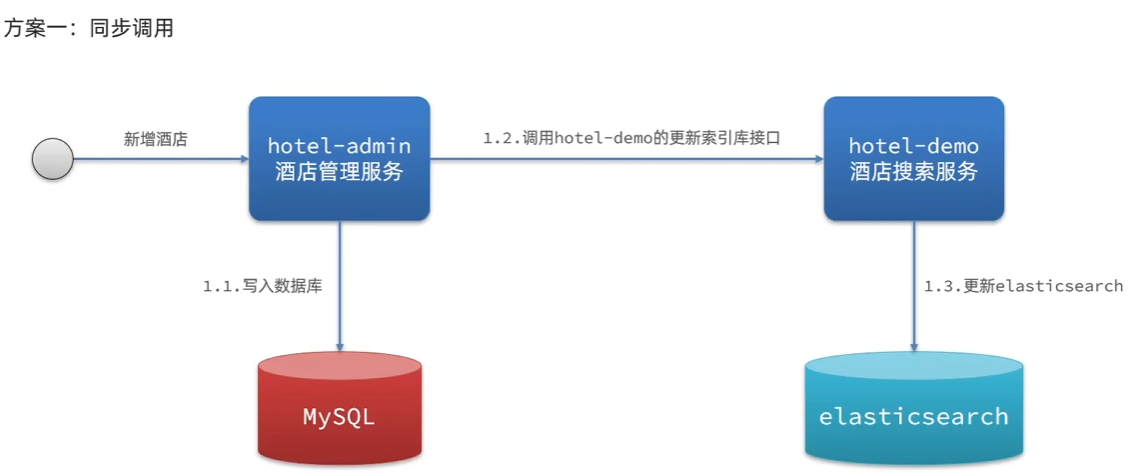 方案一：同步调用
新增酒店
hotel-admin
酒店管理服务
1.2.调用hotel-demo的更新索引库接口
hotel-demo
酒店搜索服务
1.1.写入数据库
1.3.更新elasticsearch
MySQL
elasticsearch